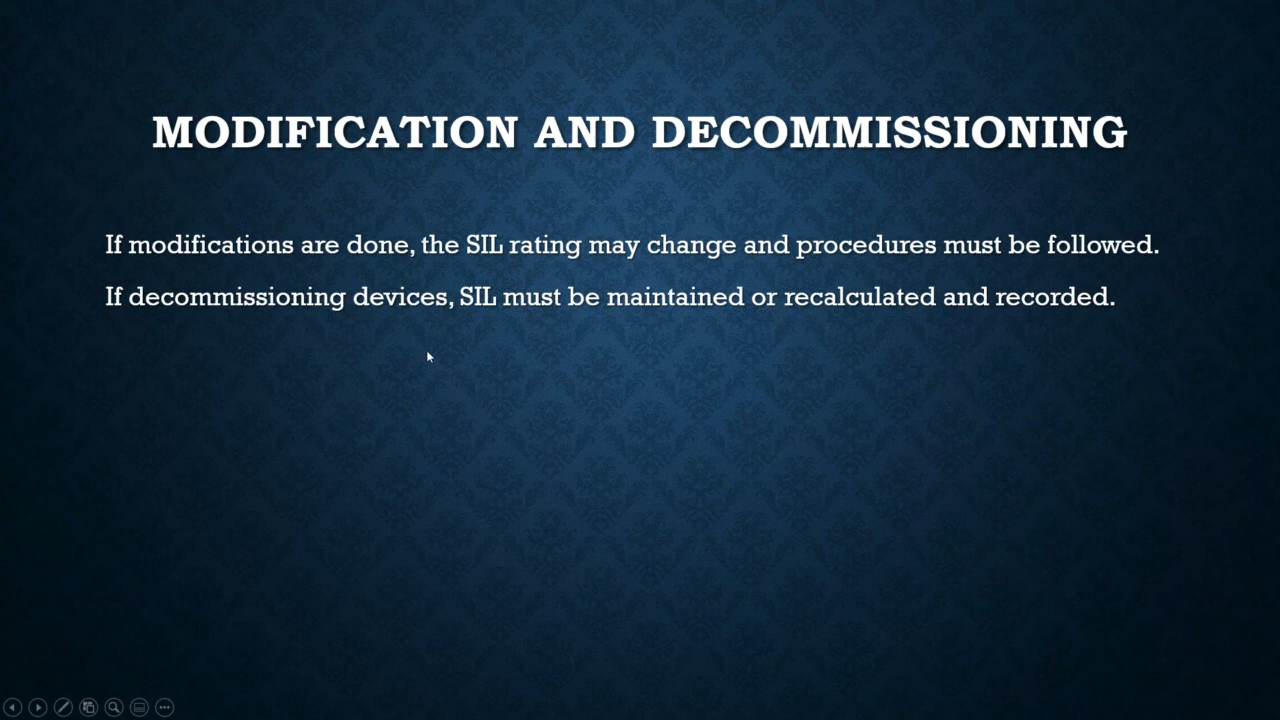 MODIFICATION AND DECOMMISSIONING
If modifications are done, the SIL rating may change and procedures must be followed.
If decommissioning devices, SIL must be maintained or recalculated and recorded.